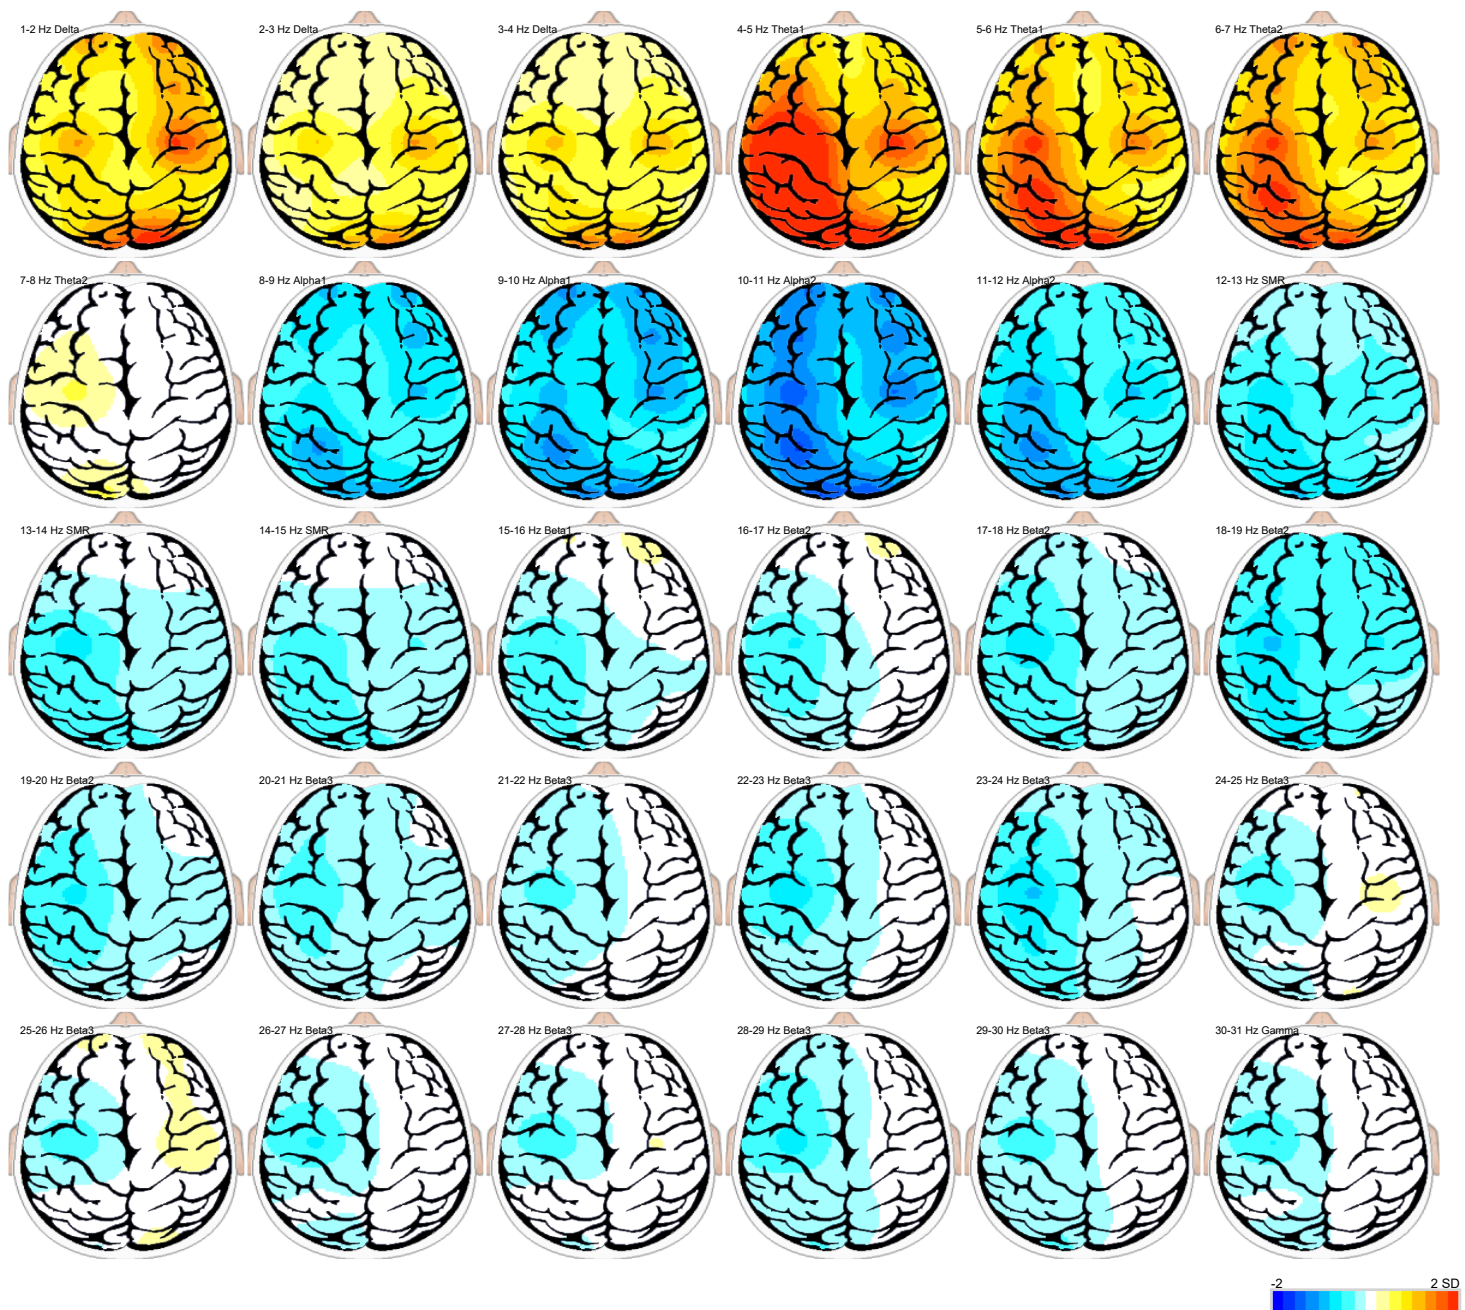 1-2 Hz Delta
2-3 Hz Delta
3-4 Hz Delta
4-5 Hz Theta1
5-6 Hz Theta1
6-7 Hz Theta2
7-8 Hz Theta2
8-9 Hz Alpha1
9-10 Hz Alpha1
10-11 Hz Alpha2
11-12 Hz Alpha2
12-13 Hz SMR
13-14 Hz SMR
14-15 Hz SMR
15-16 Hz Beta1
16-17 Hz Beta2
17-18 Hz Beta2
18-19 Hz Beta2
19-20 Hz Beta2
20-21 Hz Beta3
21-22 Hz Beta3
22-23 Hz Beta3
23-24 Hz Beta3
24-25 Hz Beta3
25-26 Hz Beta3
26-27 Hz Beta3
27-28 Hz Beta3
28-29 Hz Beta3
29-30 Hz Beta3
30-31 Hz Gamma
-2 2 SD